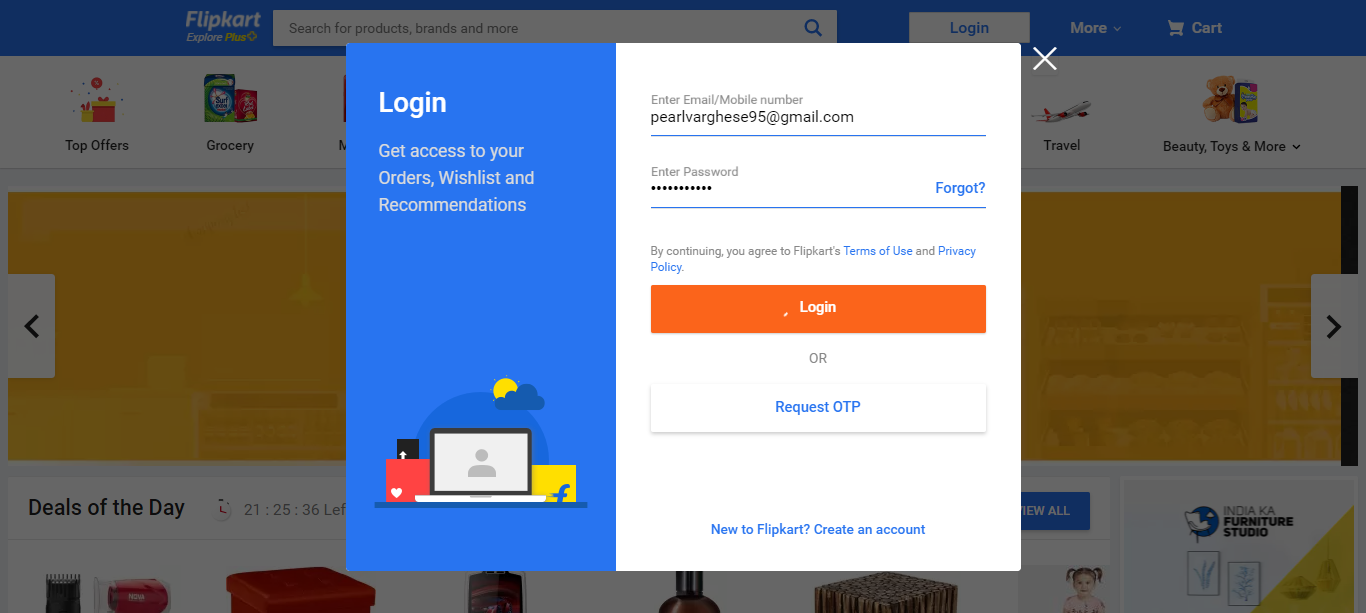 Flipkart
Explore Plus
Search for products, brands and more
Login
More
Cart
Top Offers
Grocery
M
Travel
Beauty, Toys & More
Login
Get access to your
Orders, Wishlist and
Recommendations
Enter Email/Mobile number
pearlvarghese95@gmail.com
Enter Password
•••••••••••
Forgot?
By continuing, you agree to Flipkart's Terms of Use and Privacy
Policy.
Login
OR
Request OTP
New to Flipkart? Create an account
Deals of the Day
21 : 25 : 36 Lef
VIEW ALL
INDIA KA
FURNITURE
STUDIO
NOVA